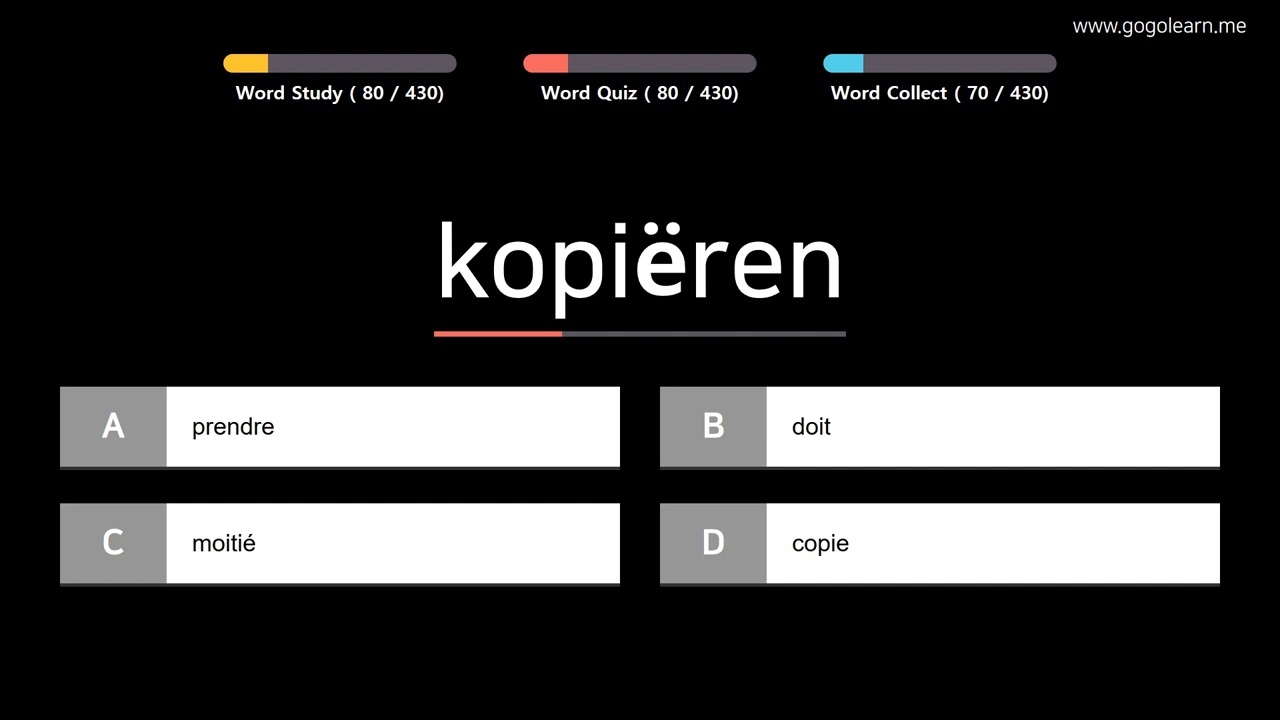 www.gogolearn.me
Word Study ( 80 / 430)
Word Quiz ( 80 / 430)
Word Collect ( 70 / 430)
kopiëren
A prendre
B doit
C moitié
D copie